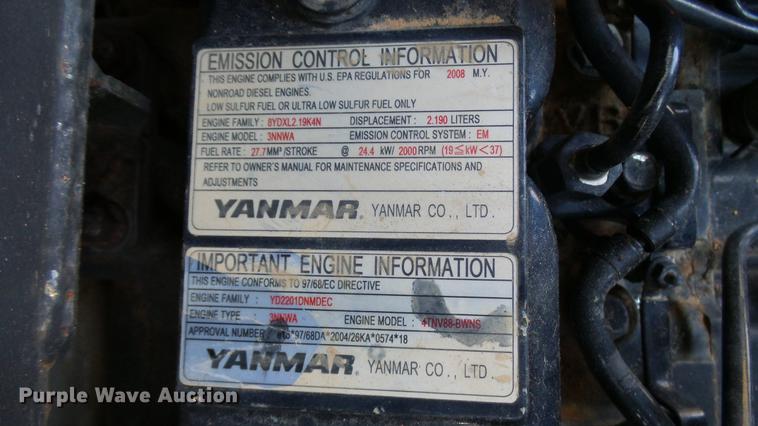 EMISSION CONTROL INFORMATION
THIS ENGINE COMPLIES WITH U.S. EPA REGULATIONS FOR 2008 M.Y.
NONROAD DIESEL ENGINES.
LOW SULFUR FUEL OR ULTRA LOW SULFUR FUEL ONLY
ENGINE FAMILY : 8YDXL2.19K4N DISPLACEMENT : 2.190 LITERS
ENGINE MODEL : 3NNWA EMISSION CONTROL SYSTEM : EM
FUEL RATE : 27.7MM³/STROKE @ 24.4 kW/ 2000RPM (19≦kW<37)
REFER TO OWNER'S MANUAL FOR MAINTENANCE SPECIFICATIONS AND
ADJUSTMENTS
YANMAR. YANMAR CO., LTD.
IMPORTANT ENGINE INFORMATION
THIS ENGINE CONFORMS TO 97/68/EC DIRECTIVE
ENGINE FAMILY : YD2201DNMDEC
ENGINE TYPE : 3NNWA ENGINE MODEL : 4TNV88-BWNS
APPROVAL NUMBER : *97/68DA*2004/26KA*0574*18
YANMAR. YANMAR CO., LTD.
Purple Wave Auction